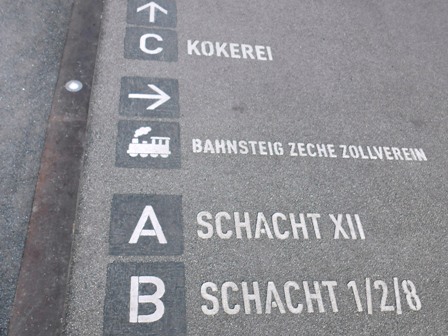 C KOKEREI
BAHNSTEIG ZECHE ZOLLVEREIN
A SCHACHT XII
B SCHACHT 1/2/8